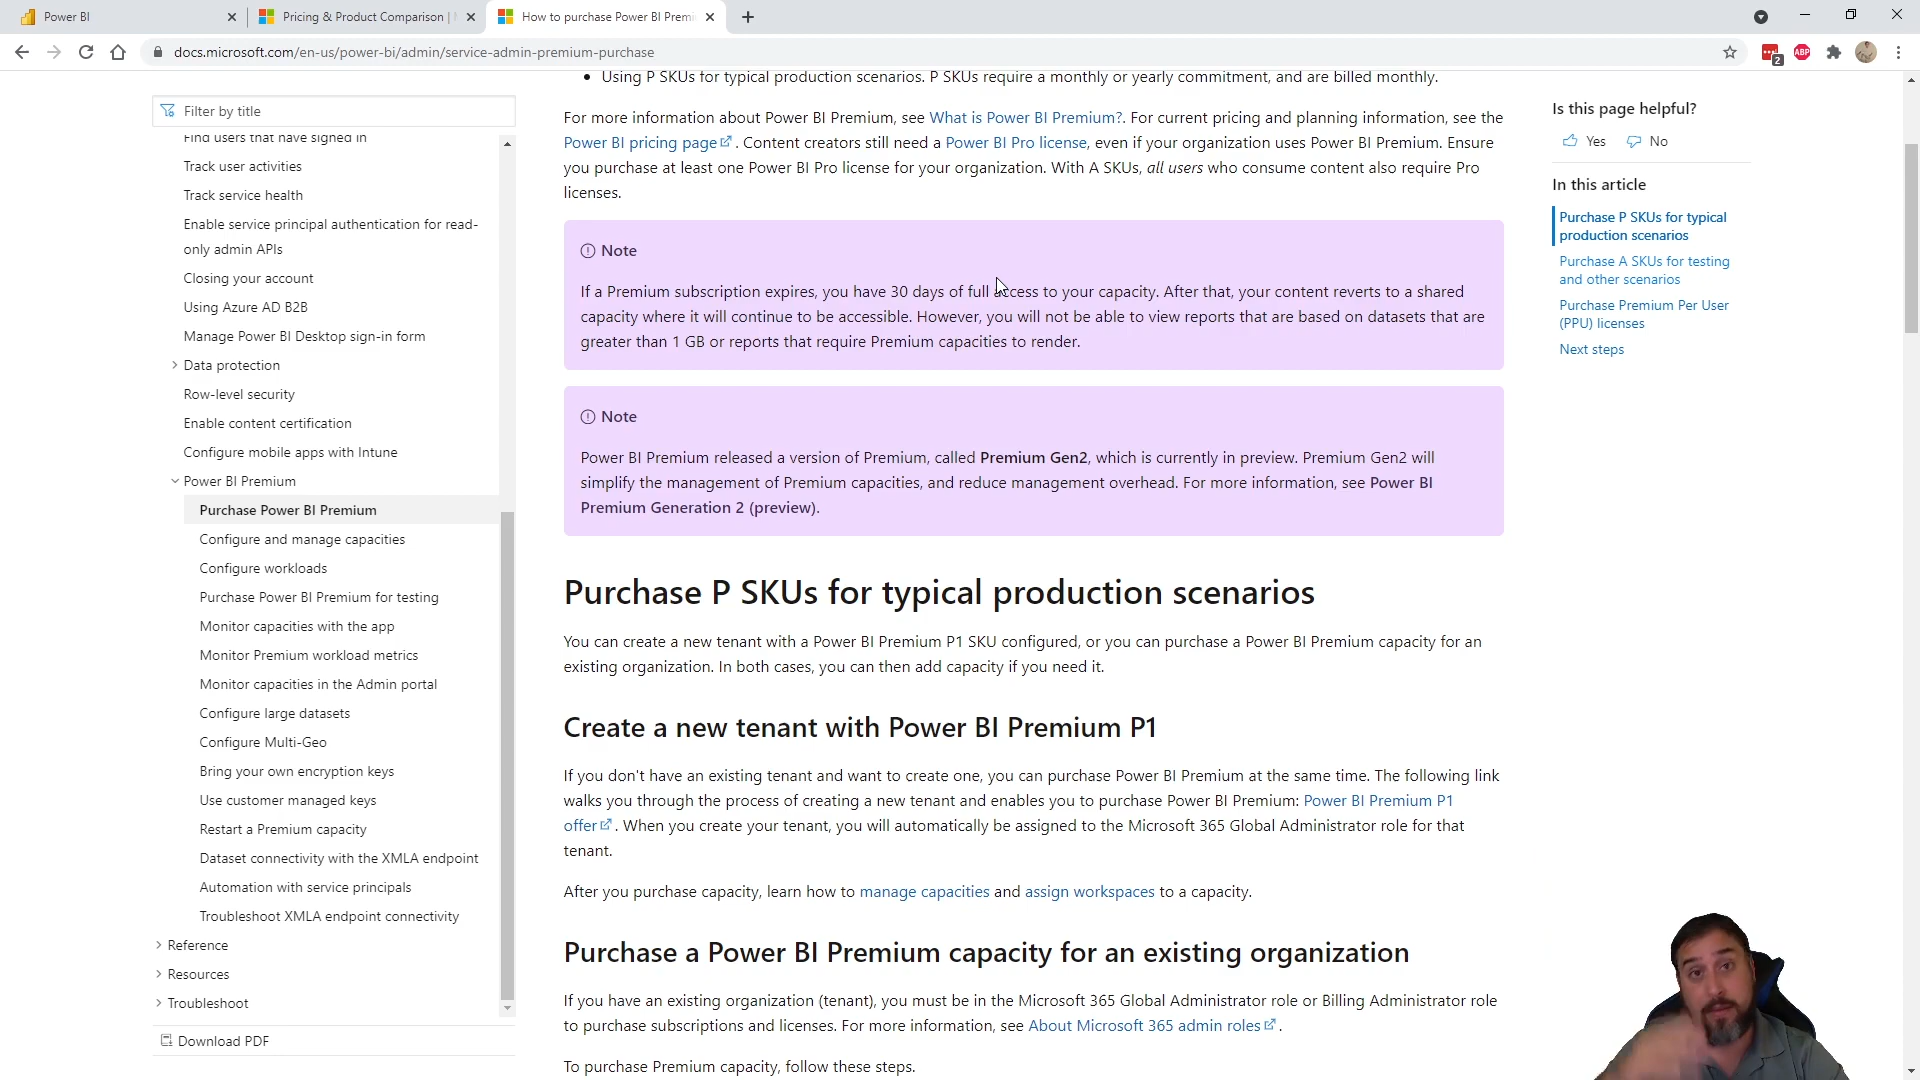 Power BI
Pricing & Product Comparison |
How to purchase Power BI Premi
docs.microsoft.com/en-us/power-bi/admin/service-admin-premium-purchase
2
ABP
Filter by title
Find users that have signed in
Track user activities
Track service health
Enable service principal authentication for read-
only admin APIs
Closing your account
Using Azure AD B2B
Manage Power BI Desktop sign-in form
Data protection
Row-level security
Enable content certification
Configure mobile apps with Intune
Power BI Premium
Purchase Power BI Premium
Configure and manage capacities
Configure workloads
Purchase Power BI Premium for testing
Monitor capacities with the app
Monitor Premium workload metrics
Monitor capacities in the Admin portal
Configure large datasets
Configure Multi-Geo
Bring your own encryption keys
Use customer managed keys
Restart a Premium capacity
Dataset connectivity with the XMLA endpoint
Automation with service principals
Troubleshoot XMLA endpoint connectivity
Reference
Resources
Troubleshoot
Download PDF
• Using P SKUs for typical production scenarios. P SKUs require a monthly or yearly commitment, and are billed monthly.
For more information about Power BI Premium, see What is Power BI Premium?. For current pricing and planning information, see the
Power BI pricing page. Content creators still need a Power BI Pro license, even if your organization uses Power BI Premium. Ensure
you purchase at least one Power BI Pro license for your organization. With A SKUs, all users who consume content also require Pro
licenses.
Note
If a Premium subscription expires, you have 30 days of full access to your capacity. After that, your content reverts to a shared
capacity where it will continue to be accessible. However, you will not be able to view reports that are based on datasets that are
greater than 1 GB or reports that require Premium capacities to render.
Note
Power BI Premium released a version of Premium, called Premium Gen2, which is currently in preview. Premium Gen2 will
simplify the management of Premium capacities, and reduce management overhead. For more information, see Power BI
Premium Generation 2 (preview).
Purchase P SKUs for typical production scenarios
You can create a new tenant with a Power BI Premium P1 SKU configured, or you can purchase a Power BI Premium capacity for an
existing organization. In both cases, you can then add capacity if you need it.
Create a new tenant with Power BI Premium P1
If you don't have an existing tenant and want to create one, you can purchase Power BI Premium at the same time. The following link
walks you through the process of creating a new tenant and enables you to purchase Power BI Premium: Power BI Premium P1
offer. When you create your tenant, you will automatically be assigned to the Microsoft 365 Global Administrator role for that
tenant.
After you purchase capacity, learn how to manage capacities and assign workspaces to a capacity.
Purchase a Power BI Premium capacity for an existing organization
If you have an existing organization (tenant), you must be in the Microsoft 365 Global Administrator role or Billing Administrator role
to purchase subscriptions and licenses. For more information, see About Microsoft 365 admin roles.
To purchase Premium capacity, follow these steps.
Is this page helpful?
Yes No
In this article
Purchase P SKUs for typical
production scenarios
Purchase A SKUs for testing
and other scenarios
Purchase Premium Per User
(PPU) licenses
Next steps